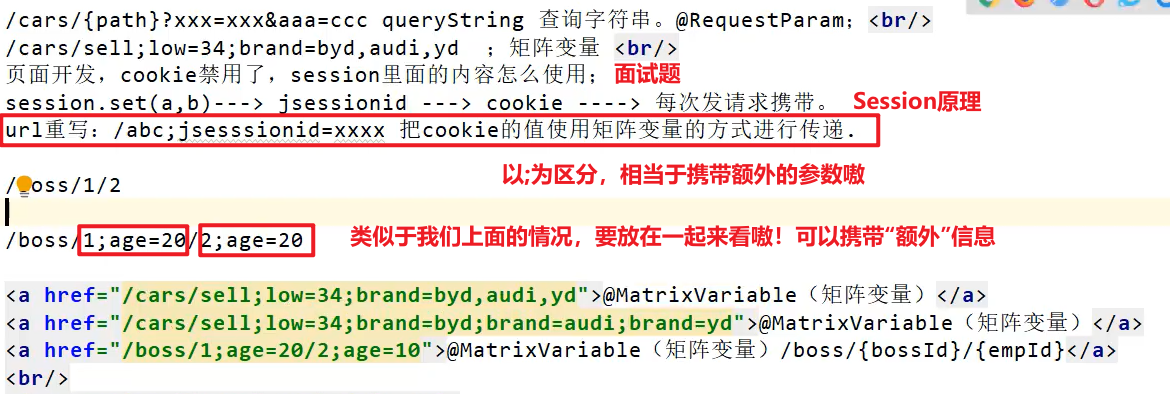 /cars/{path}?xxx=xxx&aaa=ccc queryString 查询字符串。@RequestParam；<br/>
/cars/sell;low=34;brand=byd,audi,yd ；矩阵变量 <br/>
页面开发，cookie禁用了，session里面的内容怎么使用； 面试题
session.set(a,b)---> jsessionid ---> cookie ----> 每次发请求携带。 Session原理
url重写：/abc;jsesssionid=xxxx 把cookie的值使用矩阵变量的方式进行传递.
/boss/1/2 以;为区分，相当于携带额外的参数嗷
/boss/1;age=20/2;age=20 类似于我们上面的情况，要放在一起来看嗷！可以携带“额外”信息
<a href="/cars/sell;low=34;brand=byd,audi,yd">@MatrixVariable（矩阵变量）</a>
<a href="/cars/sell;low=34;brand=byd;brand=audi;brand=yd">@MatrixVariable（矩阵变量）</a>
<a href="/boss/1;age=20/2;age=10">@MatrixVariable（矩阵变量）/boss/{bossId}/{empId}</a>
<br/>